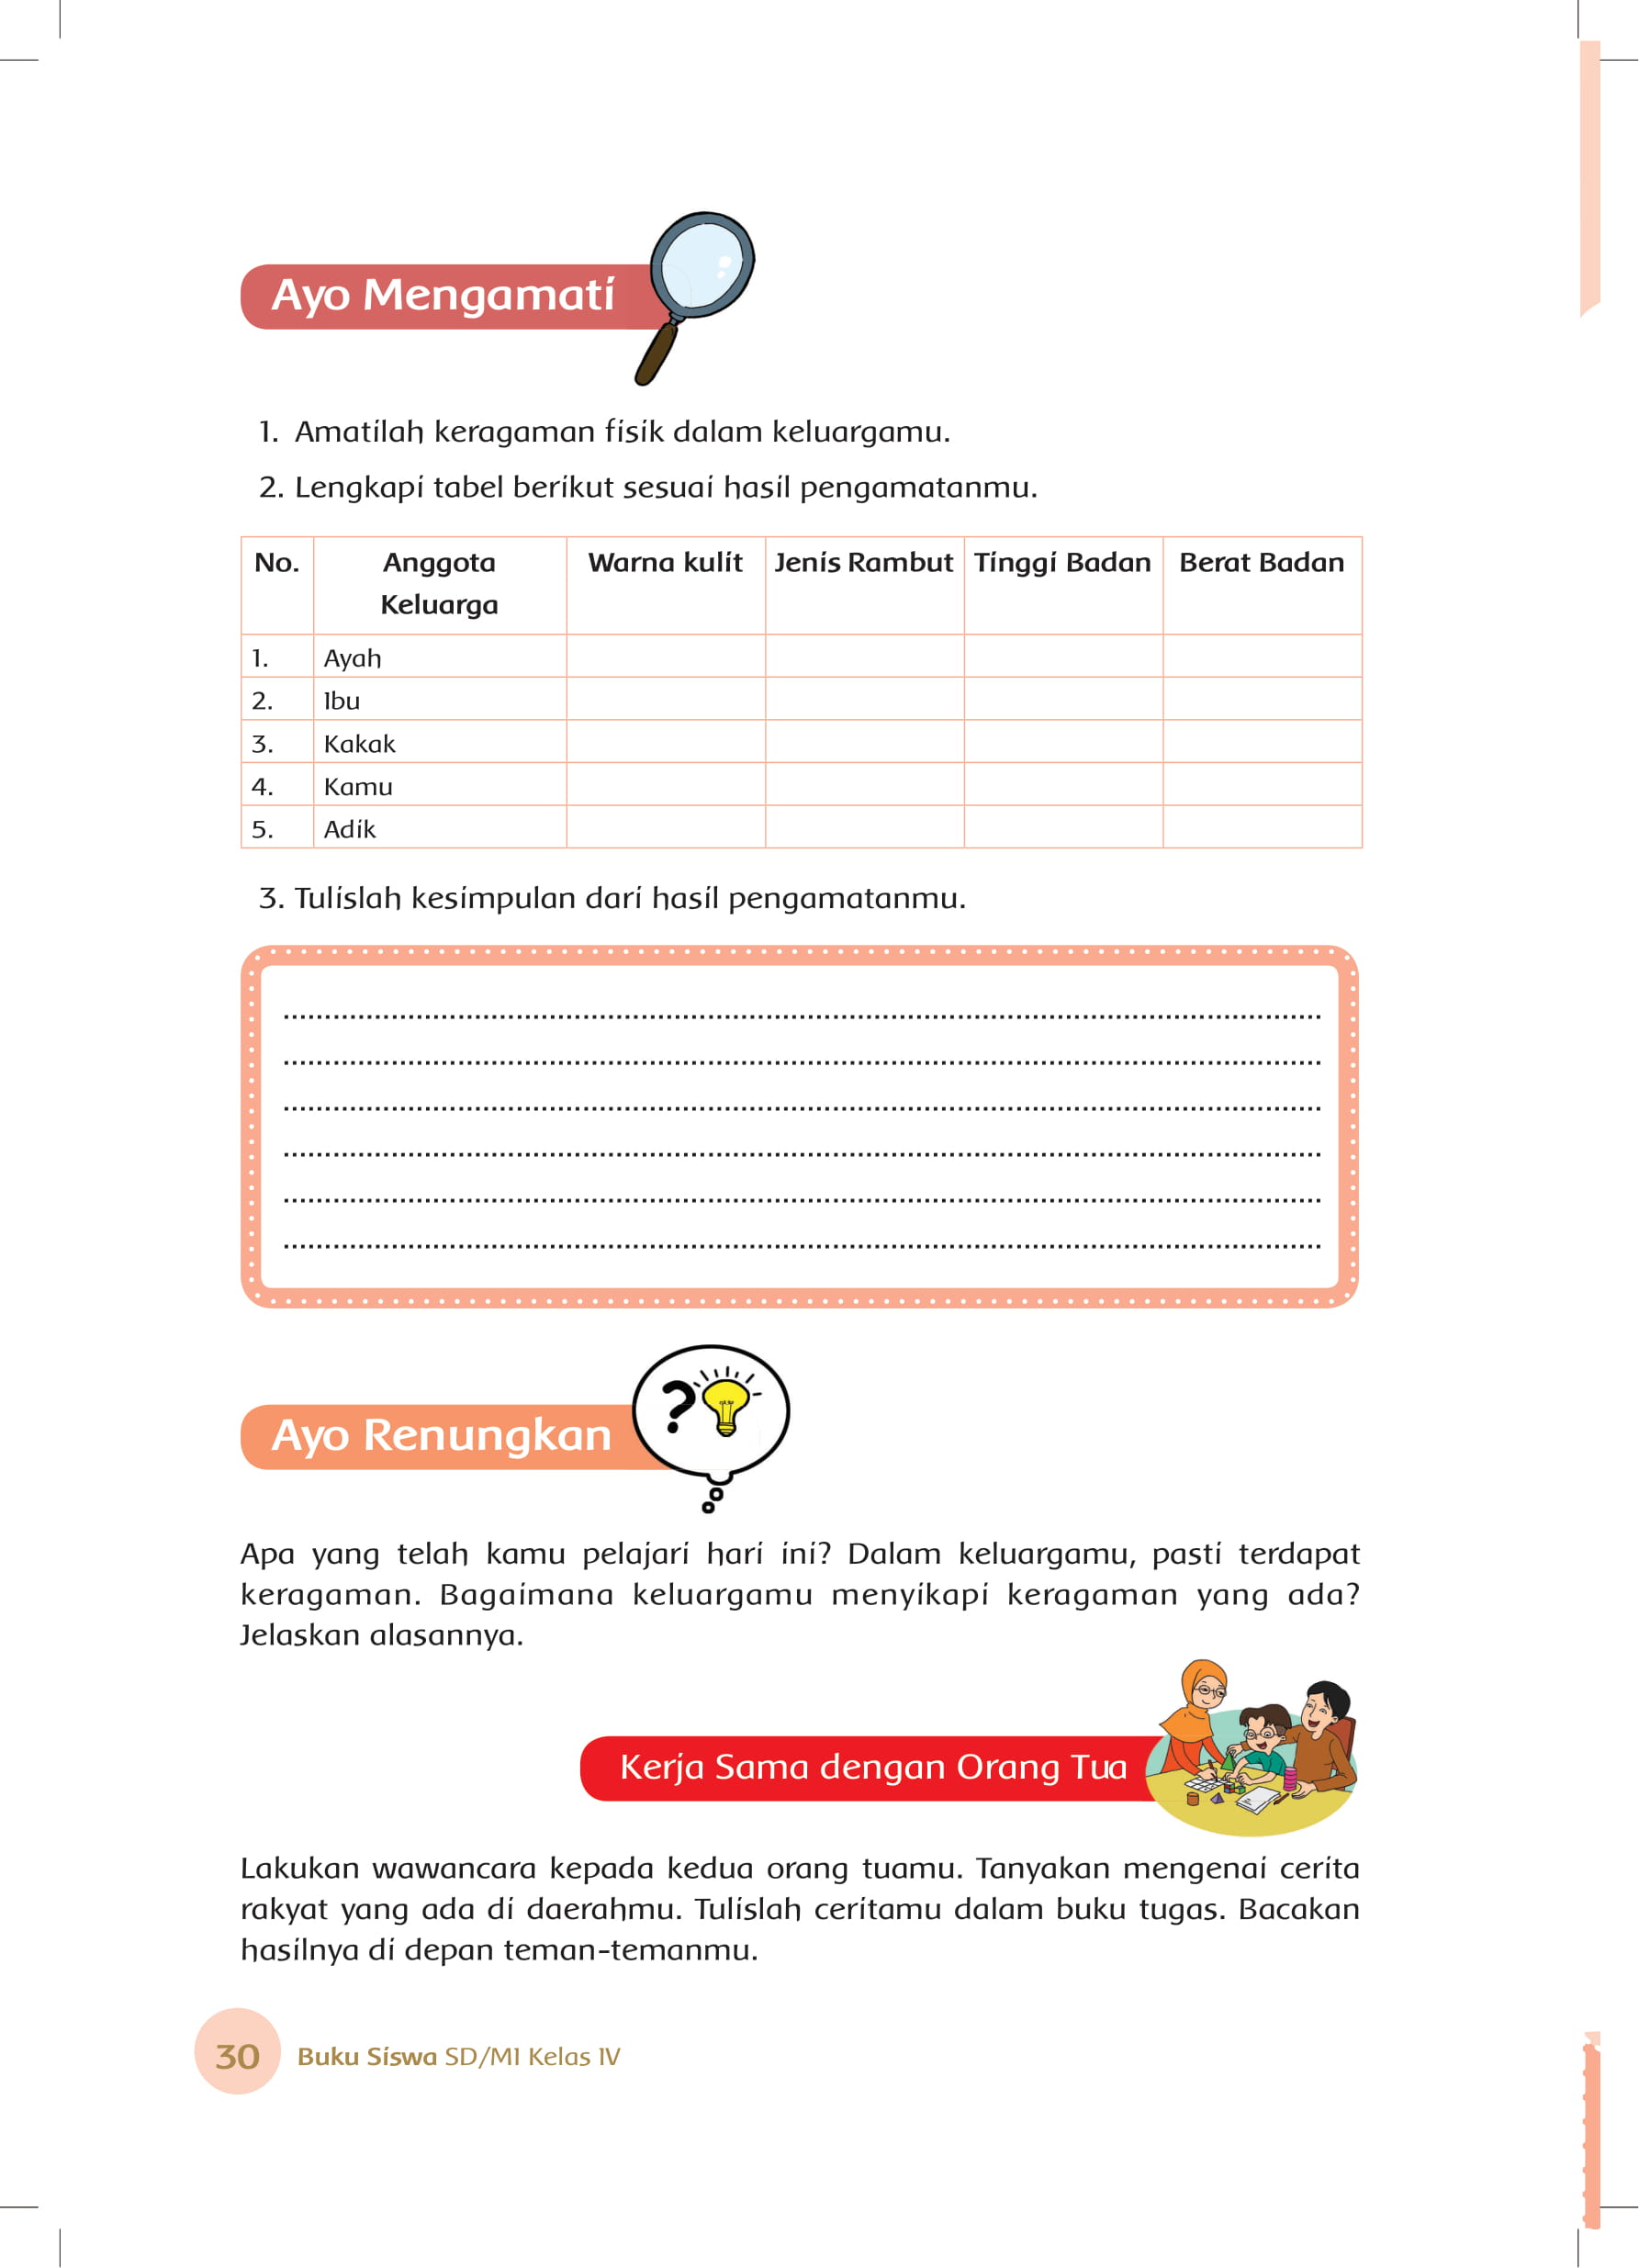 Ayo Mengamati
1. Amatilah keragaman fisik dalam keluargamu.
2. Lengkapi tabel berikut sesuai hasil pengamatanmu.
No. Anggota Keluarga Warna kulit Jenis Rambut Tinggi Badan Berat Badan
1. Ayah
2. Ibu
3. Kakak
4. Kamu
5. Adik
3. Tulislah kesimpulan dari hasil pengamatanmu.
Ayo Renungkan
Apa yang telah kamu pelajari hari ini? Dalam keluargamu, pasti terdapat
keragaman. Bagaimana keluargamu menyikapi keragaman yang ada?
Jelaskan alasannya.
Kerja Sama dengan Orang Tua
Lakukan wawancara kepada kedua orang tuamu. Tanyakan mengenai cerita
rakyat yang ada di daerahmu. Tulislah ceritamu dalam buku tugas. Bacakan
hasilnya di depan teman-temanmu.
30 Buku Siswa SD/MI Kelas IV